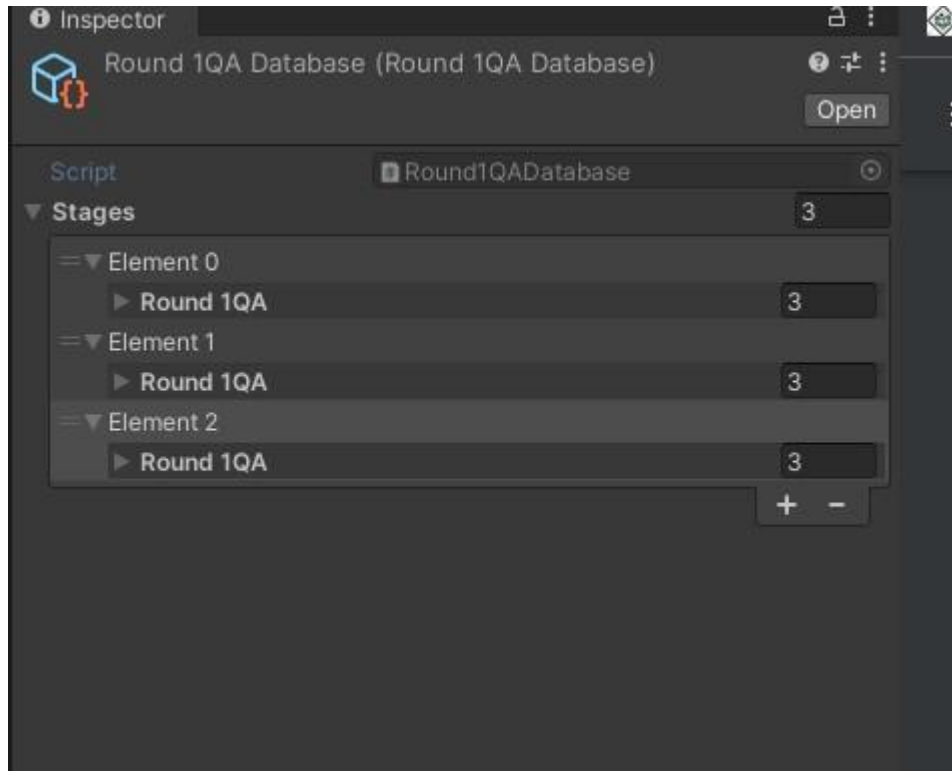 Inspector
Round 1QA Database (Round 1QA Database)
Open
Script Round1QADatabase
Stages 3
Element 0
Round 1QA 3
Element 1
Round 1QA 3
Element 2
Round 1QA 3
+ -